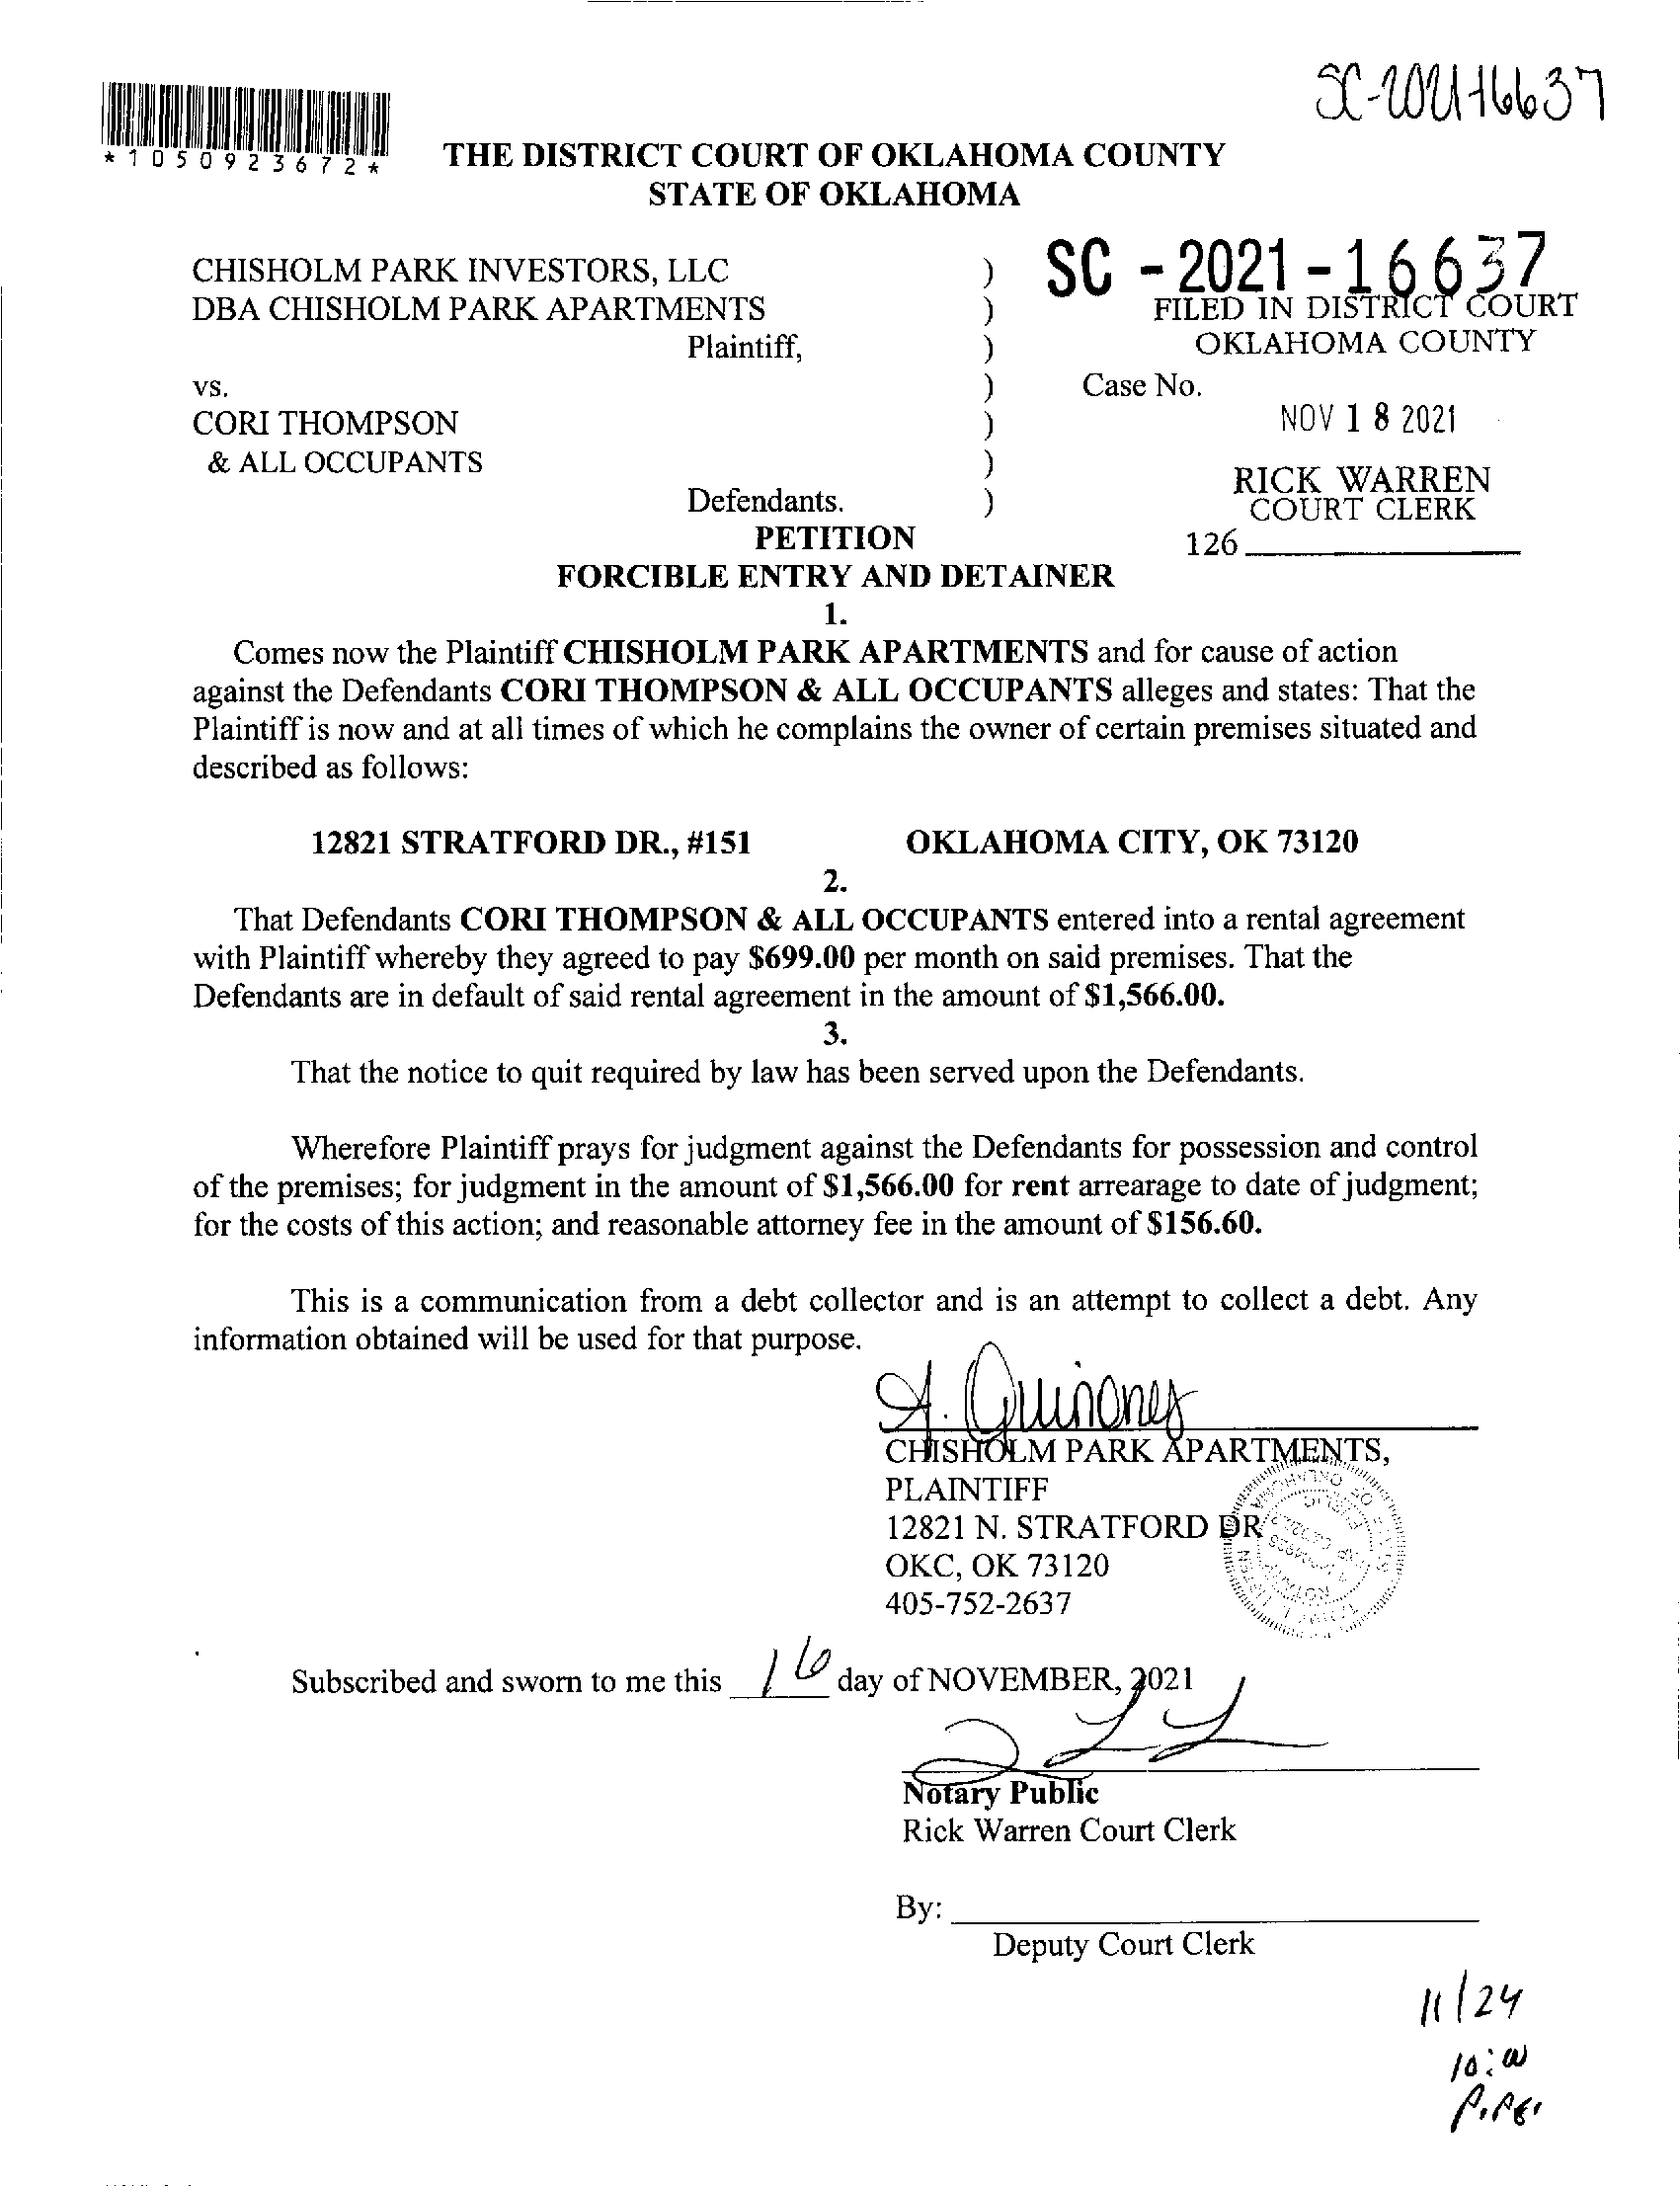 SC-2021-16637
*1050923672*
THE DISTRICT COURT OF OKLAHOMA COUNTY
STATE OF OKLAHOMA
CHISHOLM PARK INVESTORS, LLC )
SC - 2021 - 16637
DBA CHISHOLM PARK APARTMENTS )
FILED IN DISTRICT COURT
Plaintiff, )
OKLAHOMA COUNTY
vs. ) Case No.
CORI THOMPSON )
NOV 18 2021
& ALL OCCUPANTS )
RICK WARREN
Defendants. )
COURT CLERK
PETITION
126
FORCIBLE ENTRY AND DETAINER
1.
Comes now the Plaintiff CHISHOLM PARK APARTMENTS and for cause of action
against the Defendants CORI THOMPSON & ALL OCCUPANTS alleges and states: That the
Plaintiff is now and at all times of which he complains the owner of certain premises situated and
described as follows:
12821 STRATFORD DR., #151 OKLAHOMA CITY, OK 73120
2.
That Defendants CORI THOMPSON & ALL OCCUPANTS entered into a rental agreement
with Plaintiff whereby they agreed to pay $699.00 per month on said premises. That the
Defendants are in default of said rental agreement in the amount of $1,566.00.
3.
That the notice to quit required by law has been served upon the Defendants.
Wherefore Plaintiff prays for judgment against the Defendants for possession and control
of the premises; for judgment in the amount of $1,566.00 for rent arrearage to date of judgment;
for the costs of this action; and reasonable attorney fee in the amount of $156.60.
This is a communication from a debt collector and is an attempt to collect a debt. Any
information obtained will be used for that purpose.
A. Quinones
CHISHOLM PARK APARTMENTS,
PLAINTIFF
12821 N. STRATFORD DR
OKC, OK 73120
405-752-2637
Subscribed and sworn to me this 16 day of NOVEMBER, 2021
Notary Public
Rick Warren Court Clerk
By:
Deputy Court Clerk
11/24
10:00